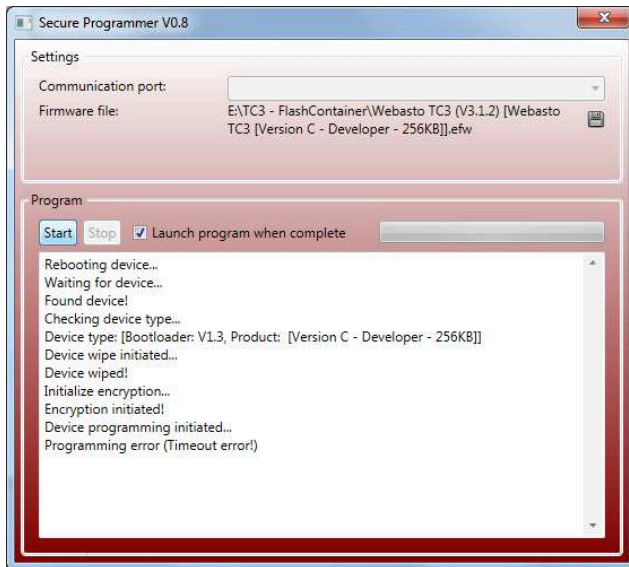 Secure Programmer V0.8
Settings
Communication port:
Firmware file:
E:\TC3 - FlashContainer\Webasto TC3 (V3.1.2) [Webasto
TC3 [Version C - Developer - 256KB]].efw
Program
Start
Stop
Launch program when complete
Rebooting device...
Waiting for device...
Found device!
Checking device type...
Device type: [Bootloader: V1.3, Product:  [Version C - Developer - 256KB]]
Device wipe initiated...
Device wiped!
Initialize encryption...
Encryption initiated!
Device programming initiated...
Programming error (Timeout error!)